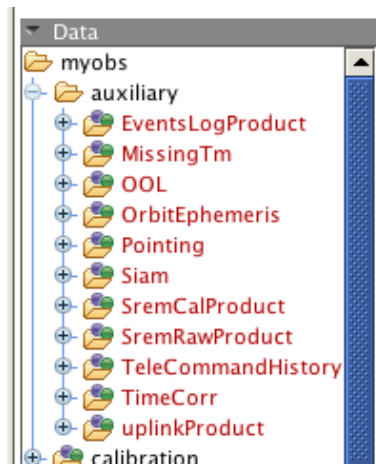 Data
myobs
auxiliary
EventsLogProduct
MissingTm
OOL
OrbitEphemeris
Pointing
Siam
SremCalProduct
SremRawProduct
TeleCommandHistory
TimeCorr
uplinkProduct
calibration